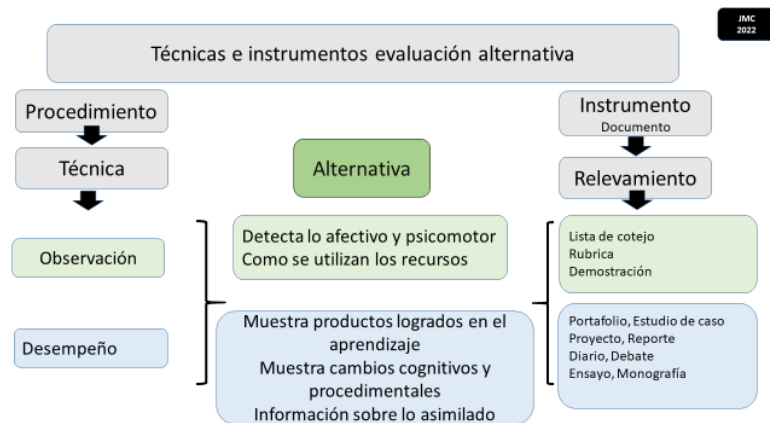 JMC
2022
Técnicas e instrumentos evaluación alternativa
Procedimiento
Técnica
Observación
Desempeño
Alternativa
Detecta lo afectivo y psicomotor
Como se utilizan los recursos
Muestra productos logrados en el
aprendizaje
Muestra cambios cognitivos y
procedimentales
Información sobre lo asimilado
Instrumento
Documento
Relevamiento
Lista de cotejo
Rubrica
Demostración
Portafolio, Estudio de caso
Proyecto, Reporte
Diario, Debate
Ensayo, Monografía